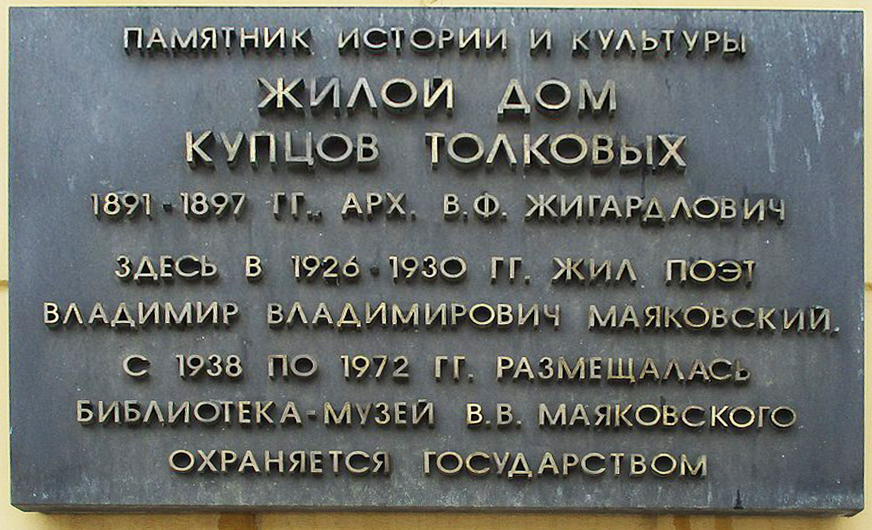 ПАМЯТНИК ИСТОРИИ И КУЛЬТУРЫ
ЖИЛОЙ ДОМ
КУПЦОВ ТОЛКОВЫХ
1891-1897 ГГ., АРХ. В.Ф. ЖИГАРДЛОВИЧ
ЗДЕСЬ В 1926-1930 ГГ. ЖИЛ ПОЭТ
ВЛАДИМИР ВЛАДИМИРОВИЧ МАЯКОВСКИЙ.
С 1938 ПО 1972 ГГ. РАЗМЕЩАЛАСЬ
БИБЛИОТЕКА-МУЗЕЙ В.В. МАЯКОВСКОГО
ОХРАНЯЕТСЯ ГОСУДАРСТВОМ